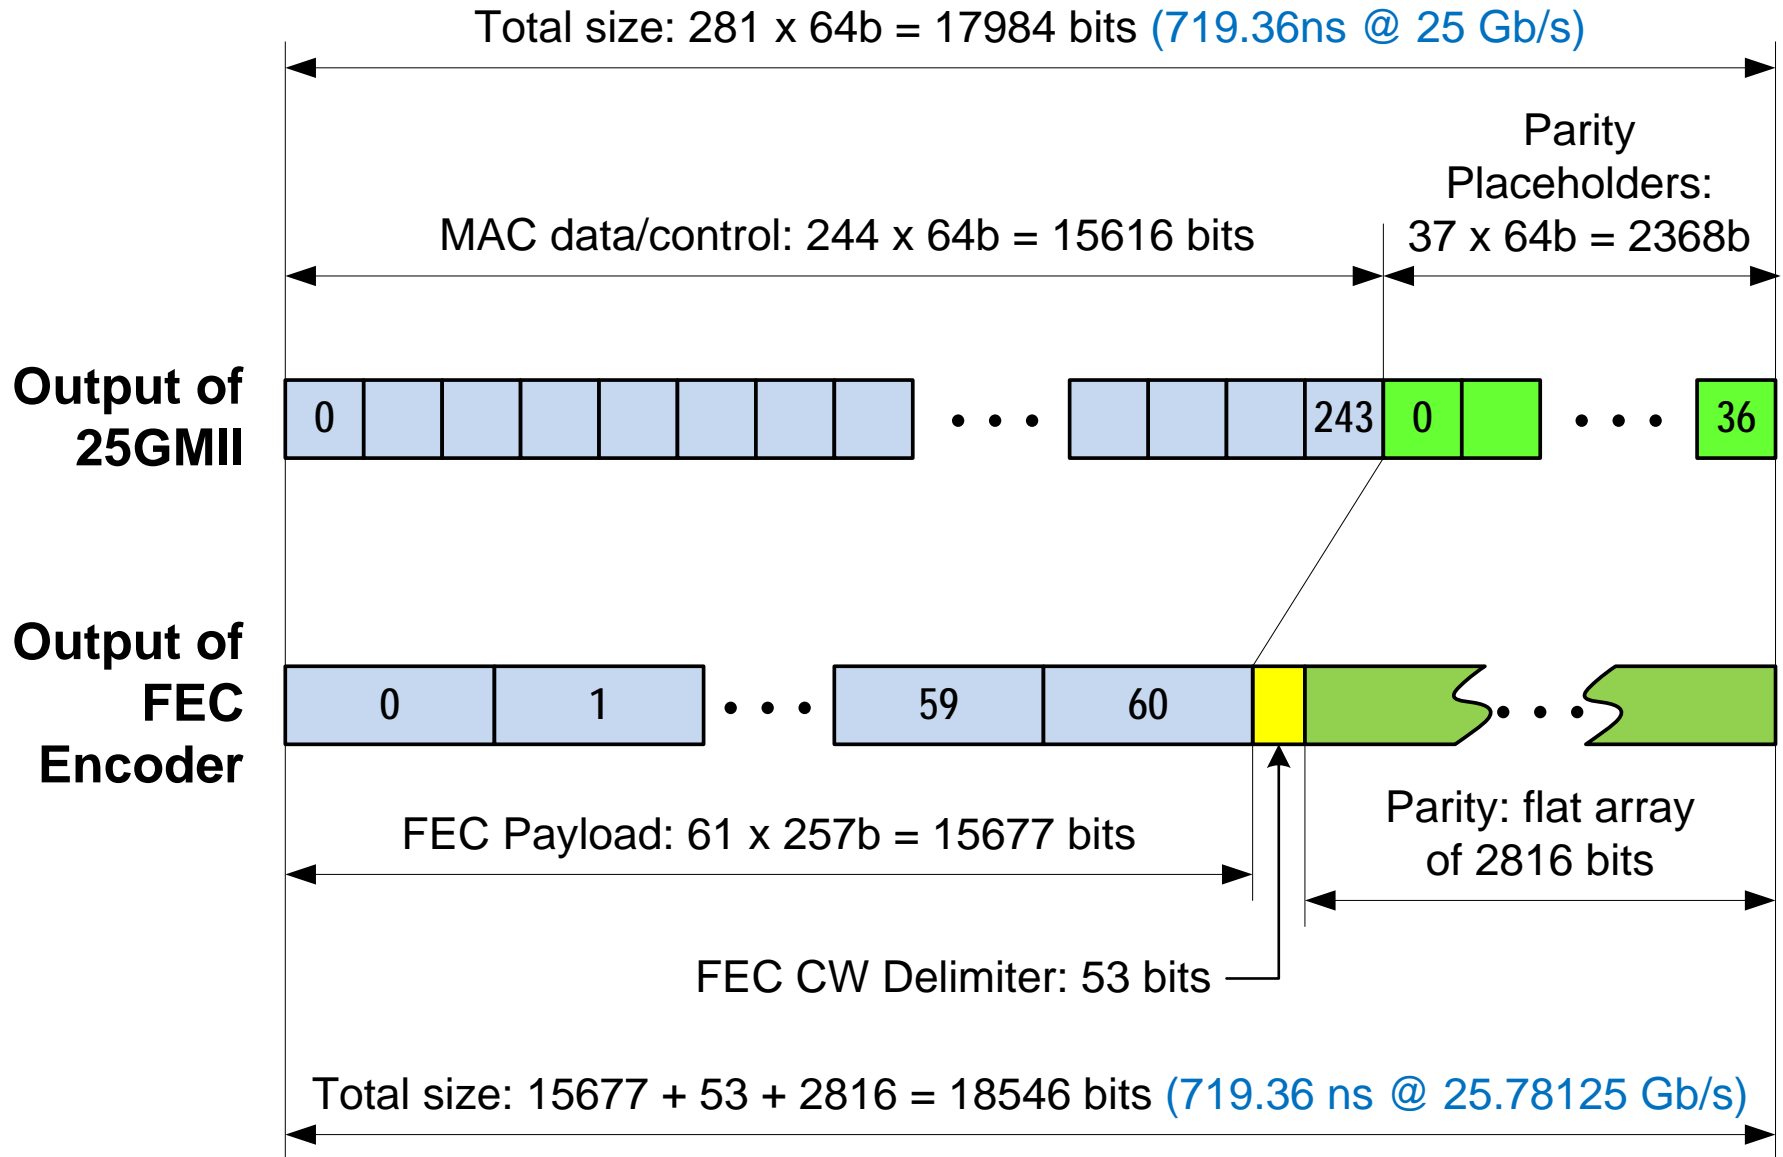 Total size: 281 x 64b = 17984 bits (719.36ns @ 25 Gb/s)
Parity
Placeholders:
37 x 64b = 2368b
MAC data/control: 244 x 64b = 15616 bits
Output of
25GMII
0
243
0
36
Output of
FEC
Encoder
0
1
59
60
FEC Payload: 61 x 257b = 15677 bits
Parity: flat array
of 2816 bits
FEC CW Delimiter: 53 bits
Total size: 15677 + 53 + 2816 = 18546 bits (719.36 ns @ 25.78125 Gb/s)